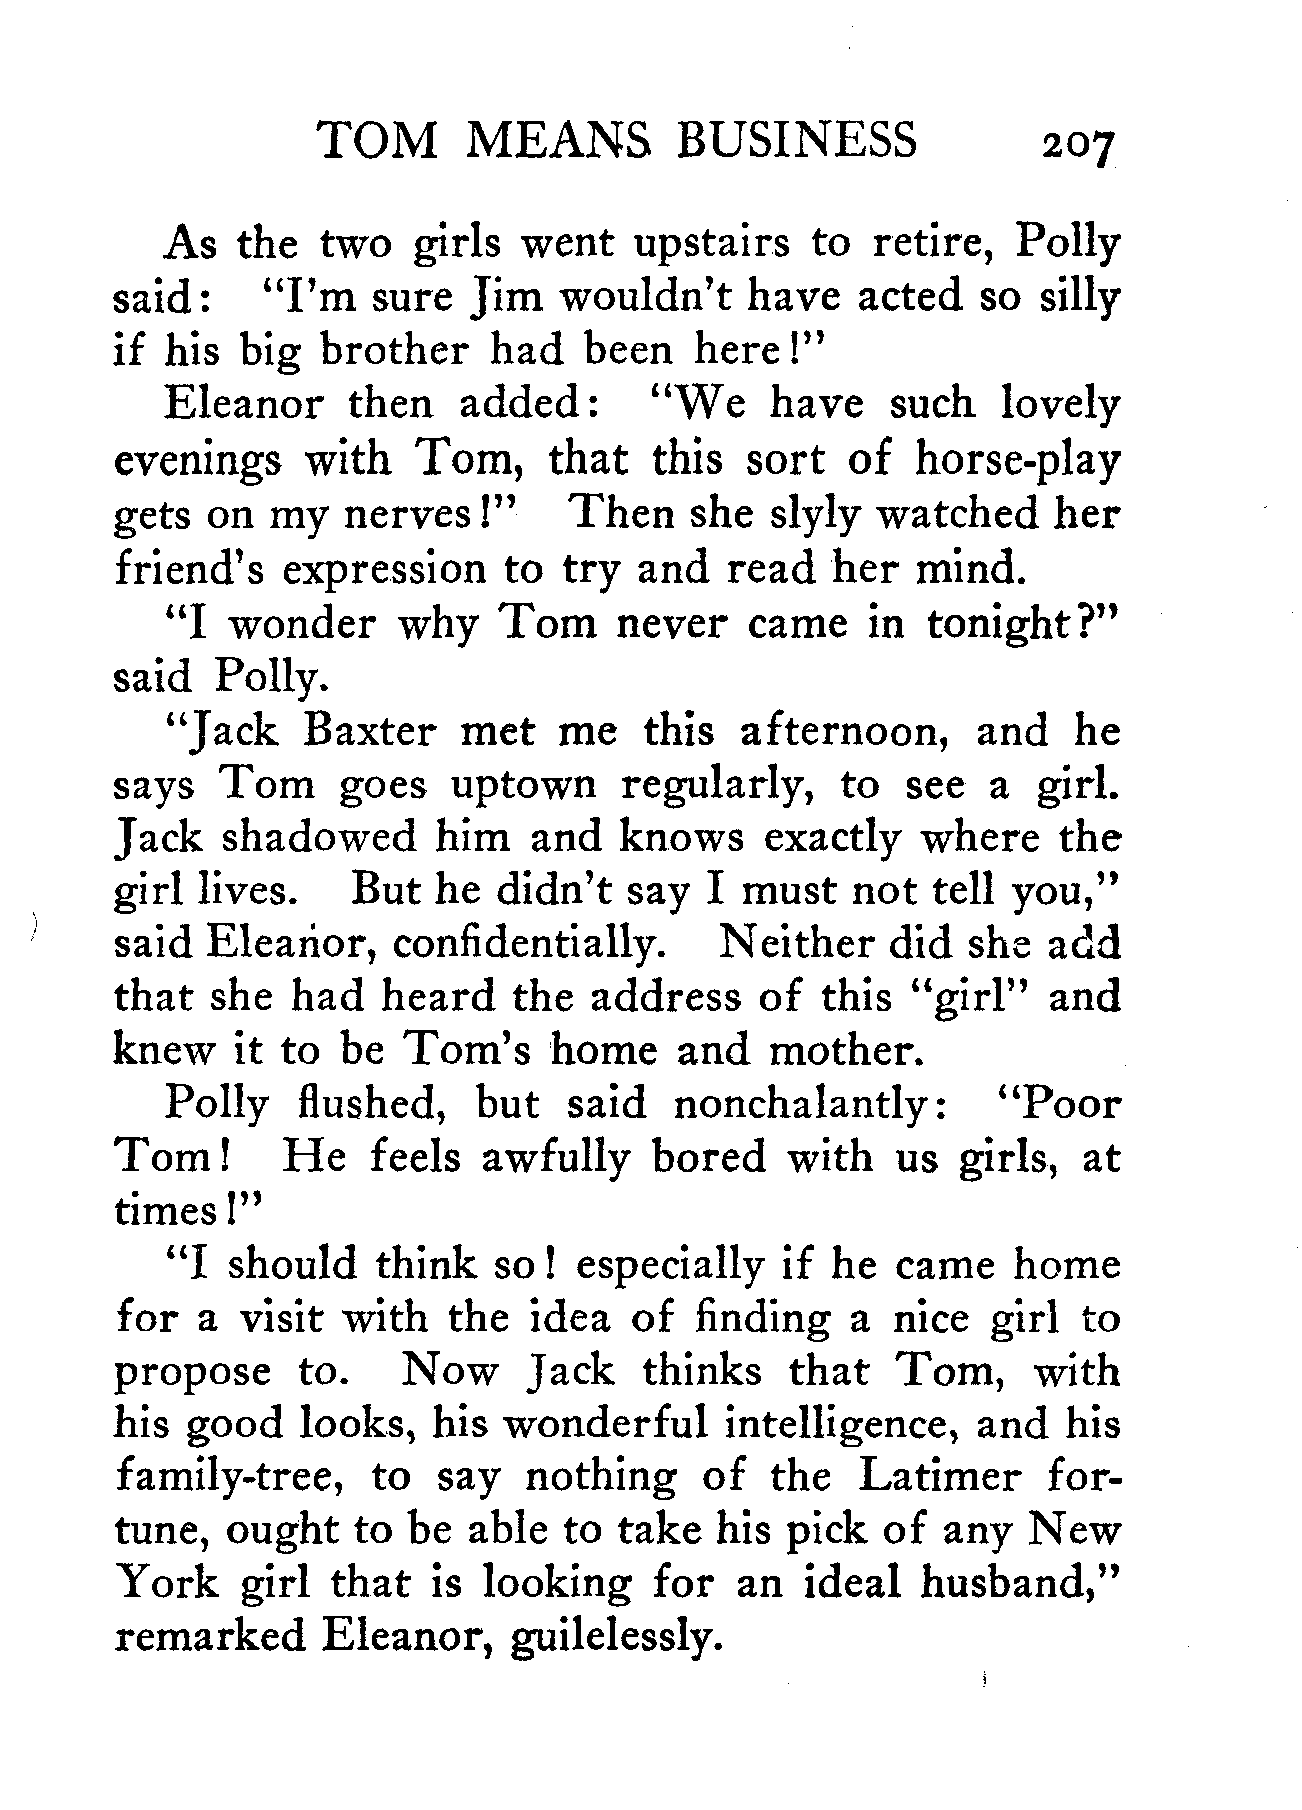 TOM MEANS BUSINESS 207
As the two girls went upstairs to retire, Polly
said: "I'm sure Jim wouldn't have acted so silly
if his big brother had been here!"
Eleanor then added: "We have such lovely
evenings with Tom, that this sort of horse-play
gets on my nerves!" Then she slyly watched her
friend's expression to try and read her mind.
"I wonder why Tom never came in tonight?"
said Polly.
"Jack Baxter met me this afternoon, and he
says Tom goes uptown regularly, to see a girl.
Jack shadowed him and knows exactly where the
girl lives. But he didn't say I must not tell you,"
said Eleanor, confidentially. Neither did she add
that she had heard the address of this "girl" and
knew it to be Tom's home and mother.
Polly flushed, but said nonchalantly: "Poor
Tom! He feels awfully bored with us girls, at
times!"
"I should think so! especially if he came home
for a visit with the idea of finding a nice girl to
propose to. Now Jack thinks that Tom, with
his good looks, his wonderful intelligence, and his
family-tree, to say nothing of the Latimer for-
tune, ought to be able to take his pick of any New
York girl that is looking for an ideal husband,"
remarked Eleanor, guilelessly.